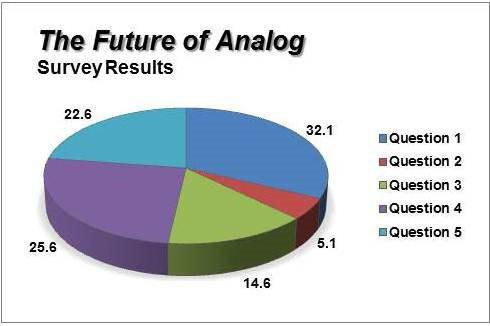 The Future of Analog
Survey Results
22.6
32.1
Question 1
Question 2
Question 3
Question 4
Question 5
25.6
5.1
14.6